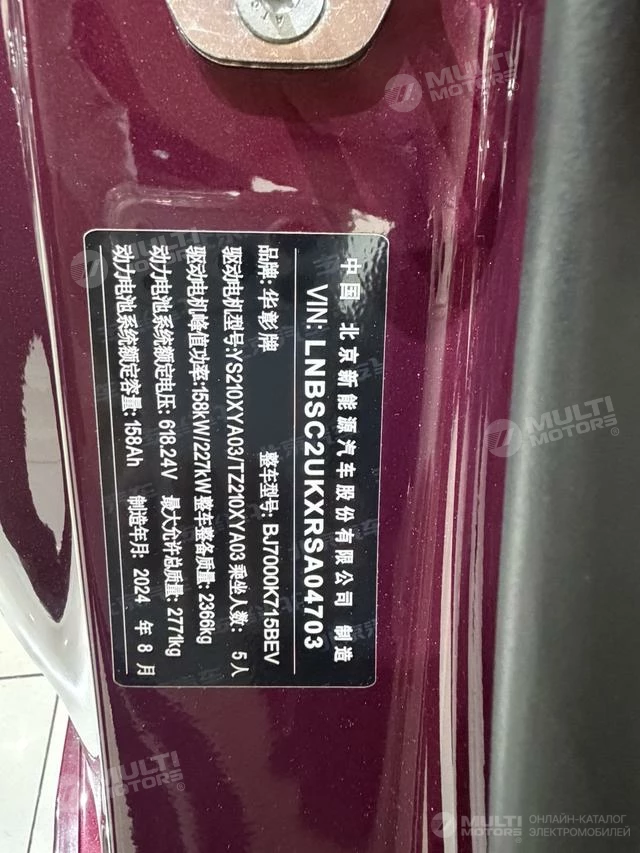 中国 北京新能源汽车股份有限公司 制造
VIN: LNBSC2UKXRSA04703
品牌: 华彰牌 整车型号: BJ7000K715BEV
驱动电机型号:YS210XYA03/TZ210XYA03 乘坐人数: 5人
驱动电机峰值功率:158kW/227kW 整车整备质量: 2366kg
动力电池系统额定电压: 618.24V 最大允许总质量: 2771kg
动力电池系统额定容量: 158Ah 制造年月: 2024 年 8 月
MULTI MOTORS®
MULTI MOTORS®
MULTI MOTORS®
MULTI MOTORS®
MULTI MOTORS
ОНЛАЙН-КАТАЛОГ
ЭЛЕКТРОМОБИЛЕЙ